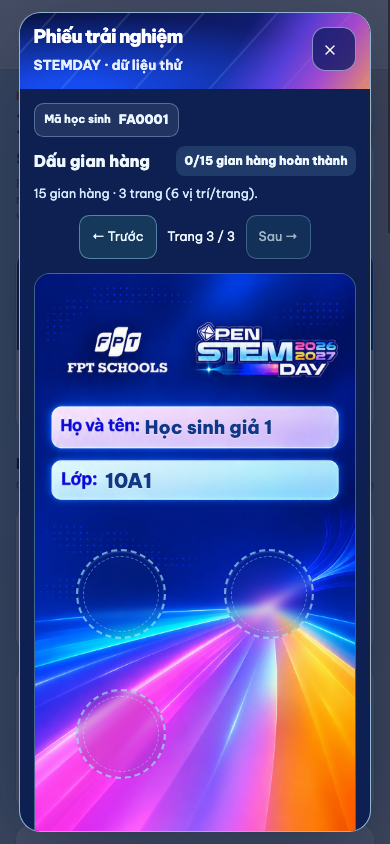 Phiếu trải nghiệm
STEMDAY · dữ liệu thử
×
Mã học sinh FA0001
Dấu gian hàng
0/15 gian hàng hoàn thành
15 gian hàng · 3 trang (6 vị trí/trang).
← Trước
Trang 3 / 3
Sau →
FPT
FPT SCHOOLS
OPEN
STEM 2026
2027
DAY
Họ và tên: Học sinh giả 1
Lớp: 10A1